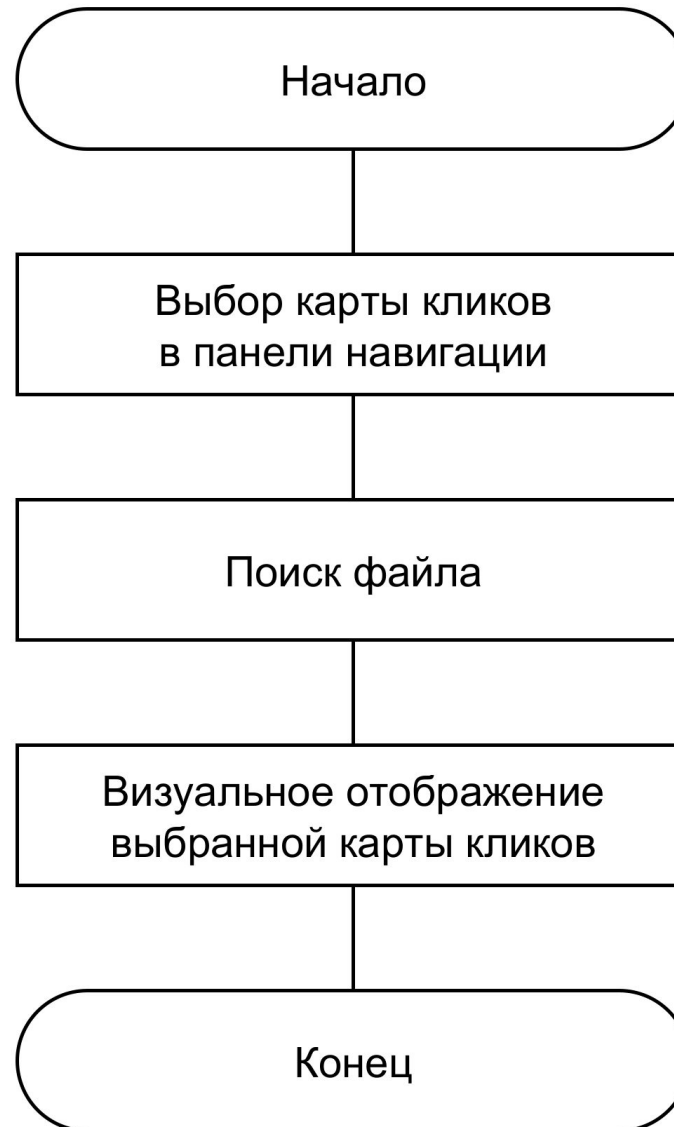 Начало
Выбор карты кликов
в панели навигации
Поиск файла
Визуальное отображение
выбранной карты кликов
Конец